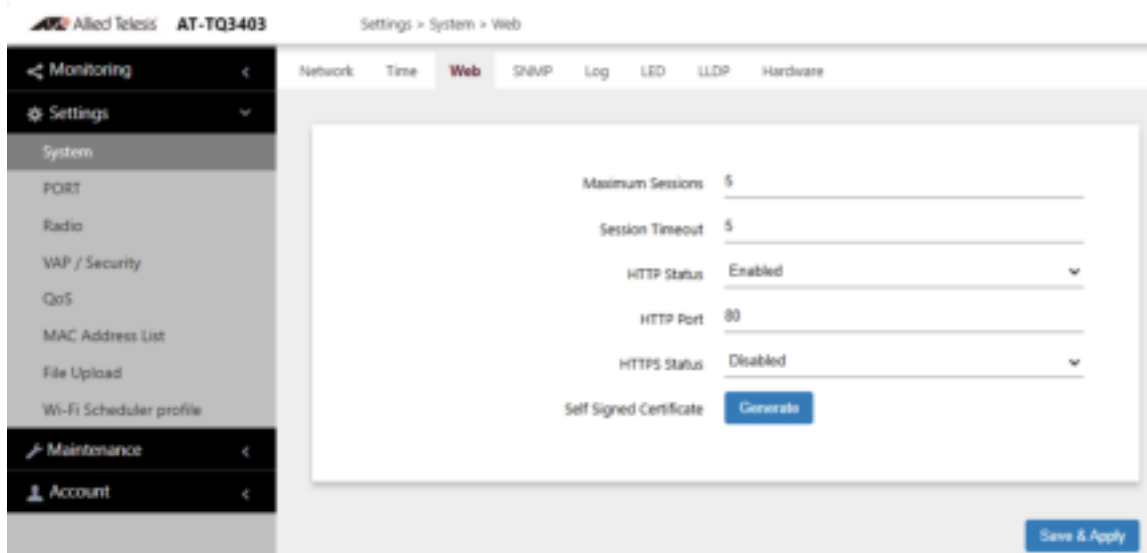 Allied Telesis AT-TQ3403 Settings > System > Web
Monitoring
Network Time Web SNMP Log LED LLDP Hardware
Settings
System
PORT
Radio
VAP / Security
QoS
MAC Address List
File Upload
Wi-Fi Scheduler profile
Maintenance
Account
Maximum Sessions 5
Session Timeout 5
HTTP Status Enabled
HTTP Port 80
HTTPS Status Disabled
Self Signed Certificate Generate
Save & Apply